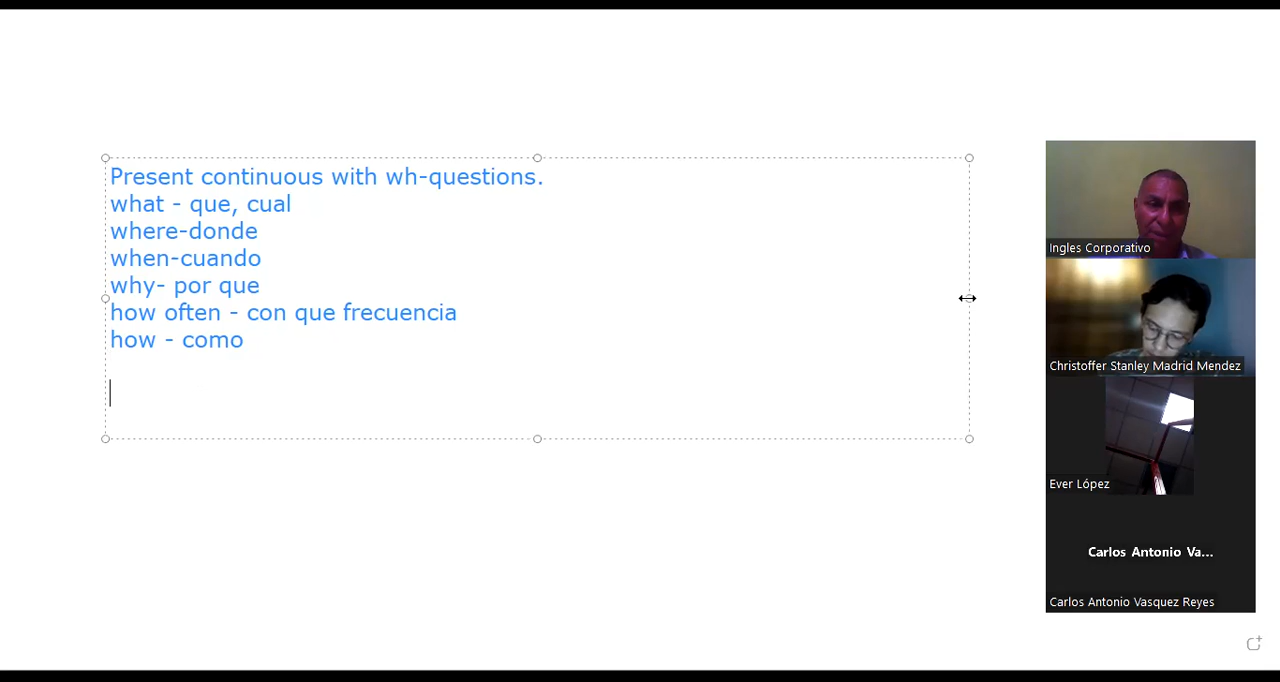 Present continuous with wh-questions.
what - que, cual
where-donde
when-cuando
why- por que
how often - con que frecuencia
how - como
Ingles Corporativo
Christoffer Stanley Madrid Mendez
Ever López
Carlos Antonio Va...
Carlos Antonio Vasquez Reyes